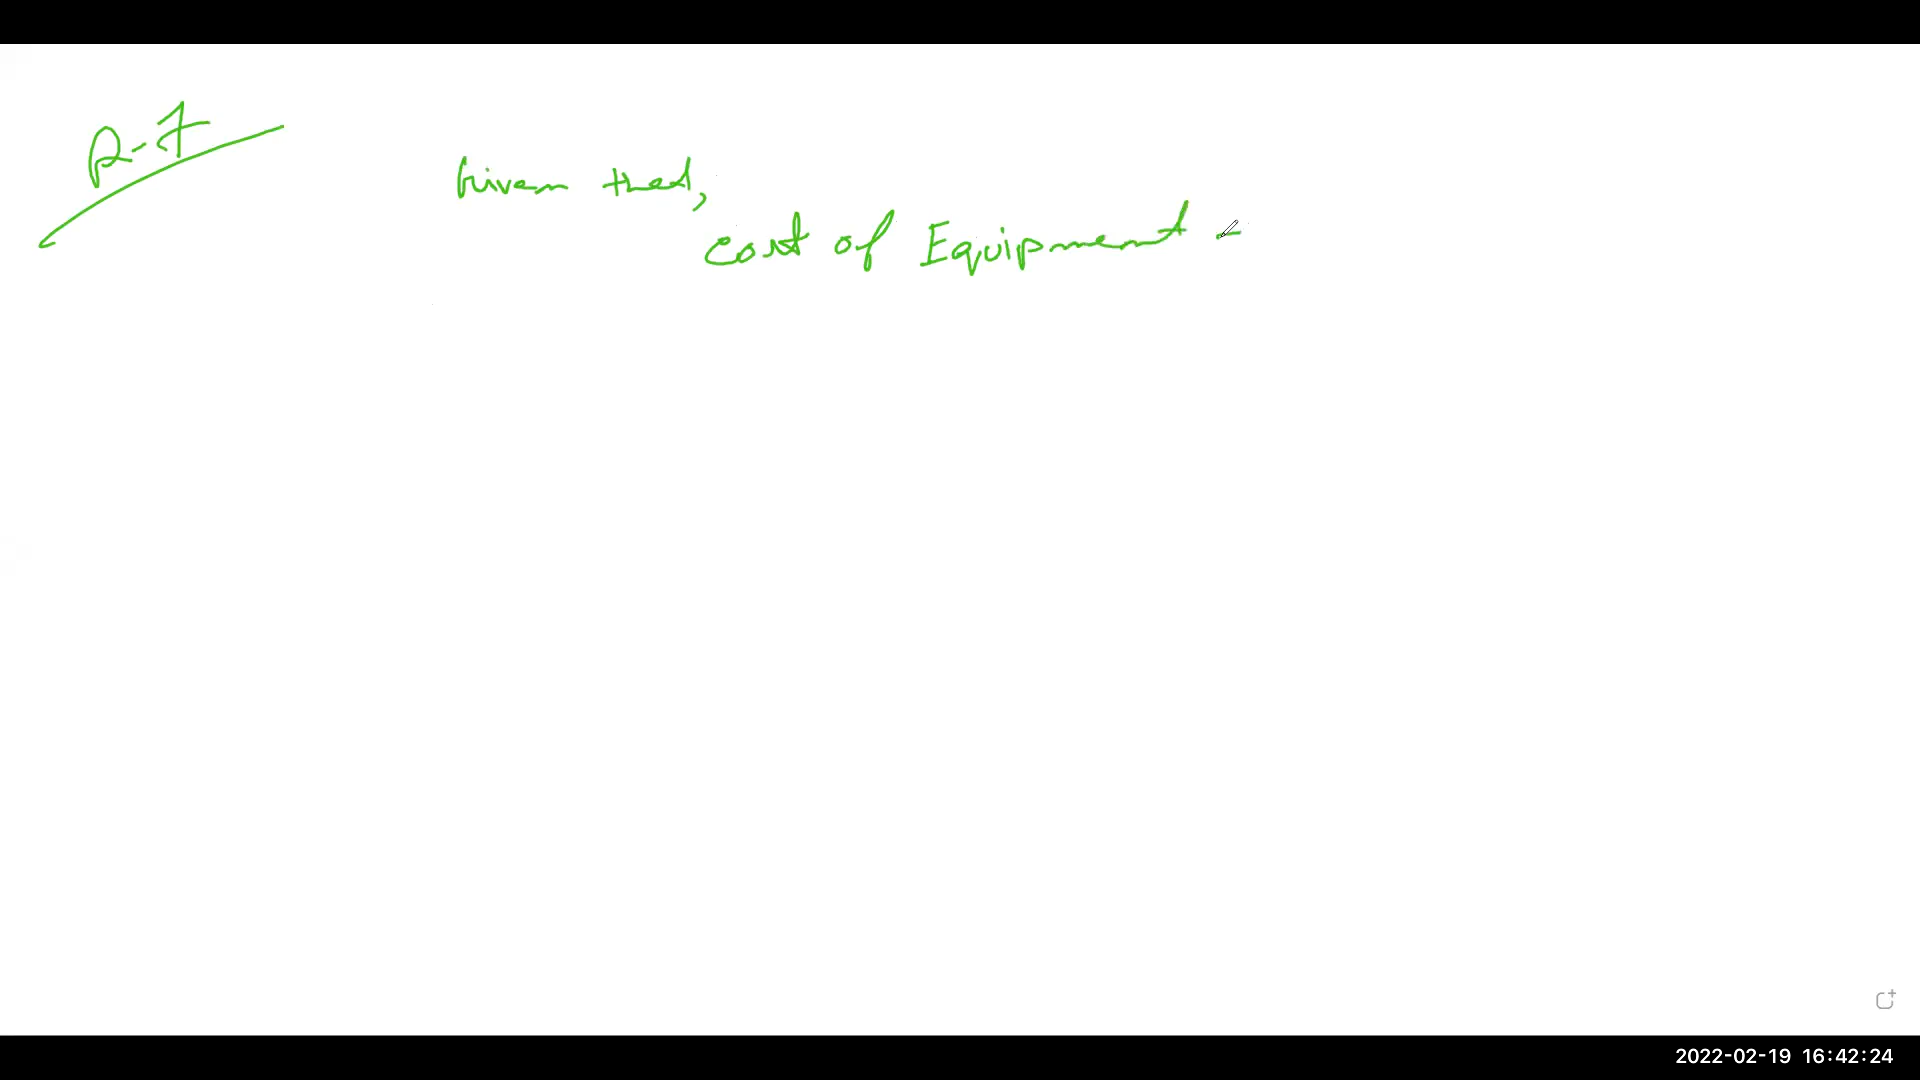 P-7
Given that,
Cost of Equipment =
2022-02-19 16:42:24